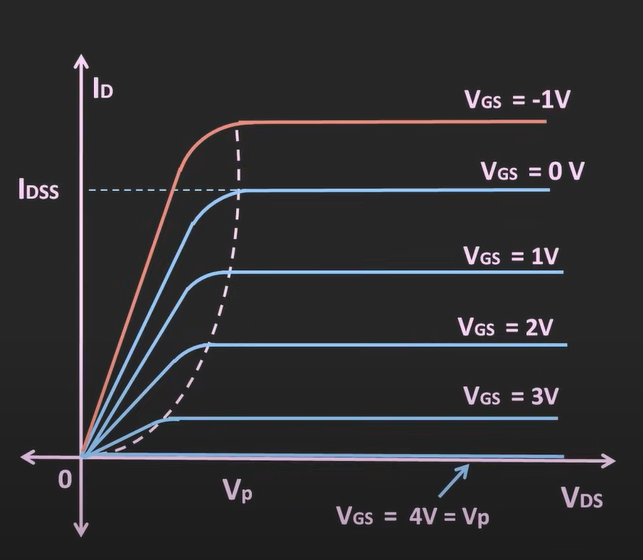 ID
VGS = -1V
VGS = 0 V
IDSS
VGS = 1V
VGS = 2V
VGS = 3V
0
Vp
VDS
VGS = 4V = Vp